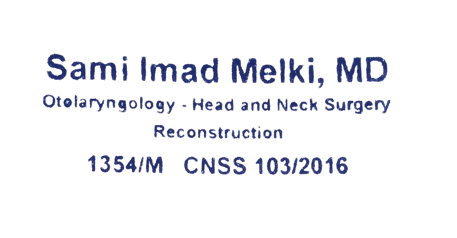 Sami Imad Melki, MD
Otolaryngology - Head and Neck Surgery
Reconstruction
1354/M CNSS 103/2016